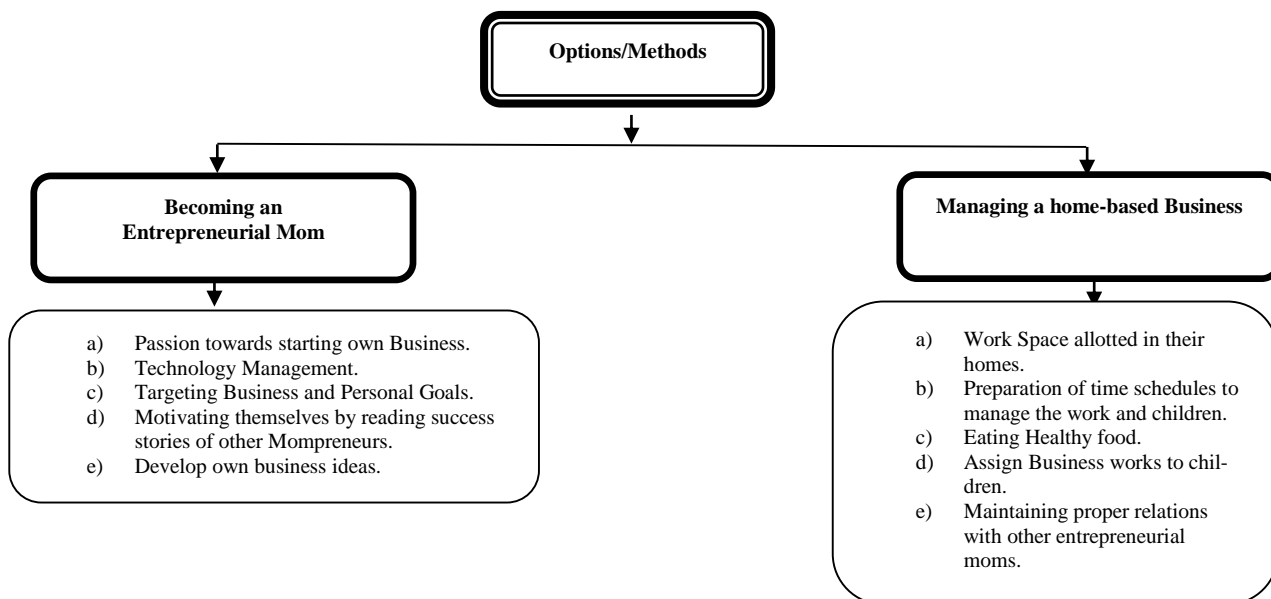 Options/Methods
Becoming an
Entrepreneurial Mom
Managing a home-based Business
a) Passion towards starting own Business.
b) Technology Management.
c) Targeting Business and Personal Goals.
d) Motivating themselves by reading success
stories of other Mompreneurs.
e) Develop own business ideas.
a) Work Space allotted in their
homes.
b) Preparation of time schedules to
manage the work and children.
c) Eating Healthy food.
d) Assign Business works to chil-
dren.
e) Maintaining proper relations
with other entrepreneurial
moms.